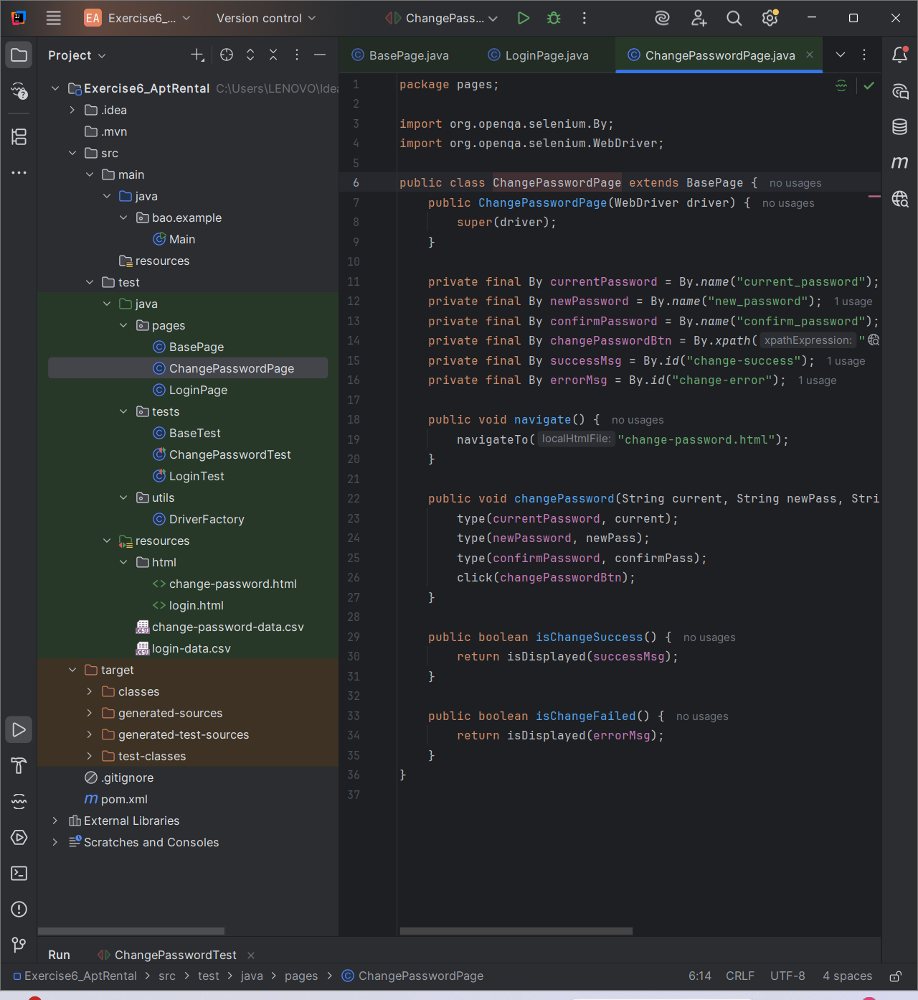 EA Exercise6_... Version control ChangePass...
Project
BasePage.java LoginPage.java ChangePasswordPage.java
Exercise6_AptRental C:\Users\LENOVO\Idea
.idea
.mvn
src
main
java
bao.example
Main
resources
test
java
pages
BasePage
ChangePasswordPage
LoginPage
tests
BaseTest
ChangePasswordTest
LoginTest
utils
DriverFactory
resources
html
change-password.html
login.html
change-password-data.csv
login-data.csv
target
classes
generated-sources
generated-test-sources
test-classes
.gitignore
m pom.xml
External Libraries
Scratches and Consoles
1 package pages;
2
3 import org.openqa.selenium.By;
4 import org.openqa.selenium.WebDriver;
5
6 public class ChangePasswordPage extends BasePage { no usages
7 public ChangePasswordPage(WebDriver driver) { no usages
8 super(driver);
9 }
10
11 private final By currentPassword = By.name("current_password");
12 private final By newPassword = By.name("new_password"); 1 usage
13 private final By confirmPassword = By.name("confirm_password");
14 private final By changePasswordBtn = By.xpath( xpathExpression: "
15 private final By successMsg = By.id("change-success"); 1 usage
16 private final By errorMsg = By.id("change-error"); 1 usage
17
18 public void navigate() { no usages
19 navigateTo( localHtmlFile: "change-password.html");
20 }
21
22 public void changePassword(String current, String newPass, Stri
23 type(currentPassword, current);
24 type(newPassword, newPass);
25 type(confirmPassword, confirmPass);
26 click(changePasswordBtn);
27 }
28
29 public boolean isChangeSuccess() { no usages
30 return isDisplayed(successMsg);
31 }
32
33 public boolean isChangeFailed() { no usages
34 return isDisplayed(errorMsg);
35 }
36 }
37
m
Run ChangePasswordTest
Exercise6_AptRental > src > test > java > pages > ChangePasswordPage 6:14 CRLF UTF-8 4 spaces